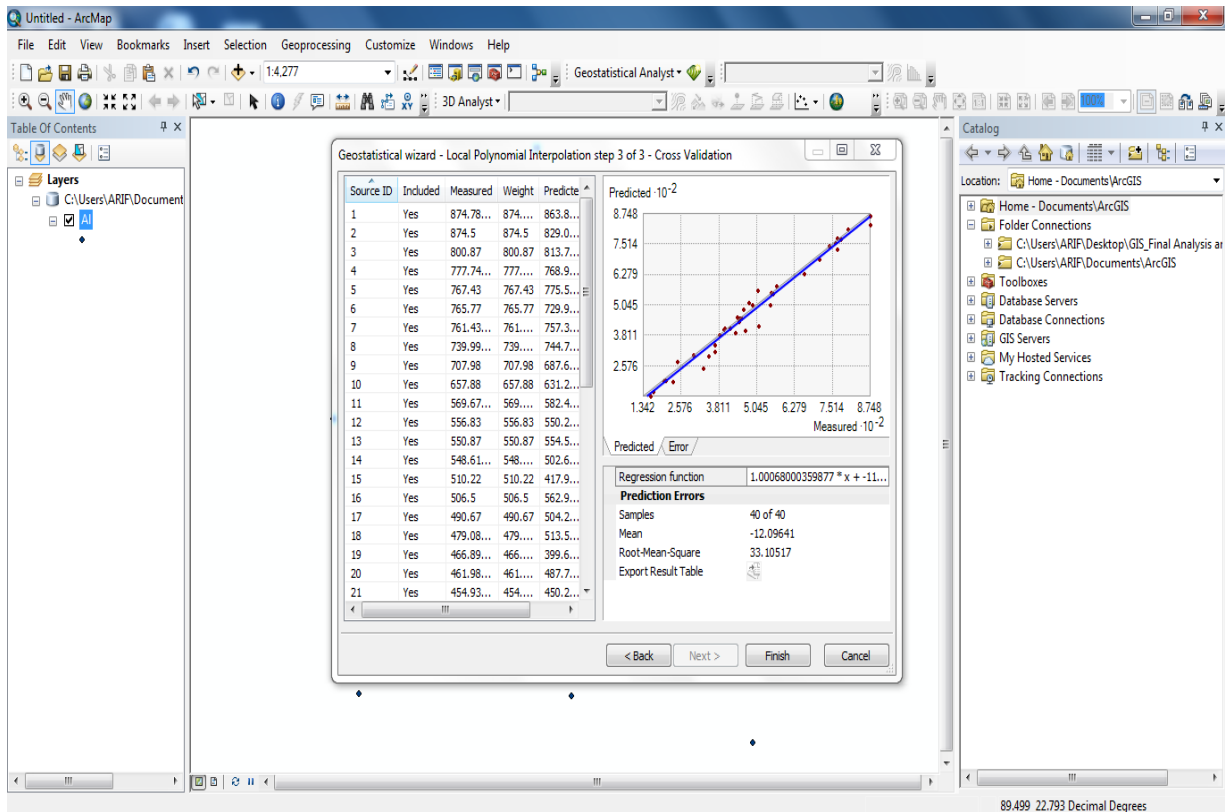 Untitled - ArcMap
File Edit View Bookmarks Insert Selection Geoprocessing Customize Windows Help
1:4,277 Geostatistical Analyst
3D Analyst 100%
Table Of Contents
Layers
C:\Users\ARIF\Document
Al
Geostatistical wizard - Local Polynomial Interpolation step 3 of 3 - Cross Validation
Source ID Included Measured Weight Predicte
1 Yes 874.78... 874.... 863.8...
2 Yes 874.5 874.5 829.0...
3 Yes 800.87 800.87 813.7...
4 Yes 777.74... 777.... 768.9...
5 Yes 767.43 767.43 775.5...
6 Yes 765.77 765.77 729.9...
7 Yes 761.43... 761.... 757.3...
8 Yes 739.99... 739.... 744.7...
9 Yes 707.98 707.98 687.6...
10 Yes 657.88 657.88 631.2...
11 Yes 569.67... 569.... 582.4...
12 Yes 556.83 556.83 550.2...
13 Yes 550.87 550.87 554.5...
14 Yes 548.61... 548.... 502.6...
15 Yes 510.22 510.22 417.9...
16 Yes 506.5 506.5 562.9...
17 Yes 490.67 490.67 504.2...
18 Yes 479.08... 479.... 513.5...
19 Yes 466.89... 466.... 399.6...
20 Yes 461.98... 461.... 487.7...
21 Yes 454.93... 454.... 450.2...
Predicted ·10-2
8.748
7.514
6.279
5.045
3.811
2.576
1.342 2.576 3.811 5.045 6.279 7.514 8.748
Measured ·10-2
Predicted Error
Regression function 1.00068000359877 * x + -11...
Prediction Errors
Samples 40 of 40
Mean -12.09641
Root-Mean-Square 33.10517
Export Result Table
< Back Next > Finish Cancel
Catalog
Location: Home - Documents\ArcGIS
Home - Documents\ArcGIS
Folder Connections
C:\Users\ARIF\Desktop\GIS_Final Analysis ar
C:\Users\ARIF\Documents\ArcGIS
Toolboxes
Database Servers
Database Connections
GIS Servers
My Hosted Services
Tracking Connections
89.499 22.793 Decimal Degrees